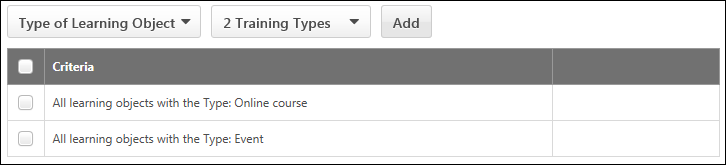 Type of Learning Object 2 Training Types Add
Criteria
All learning objects with the Type: Online course
All learning objects with the Type: Event